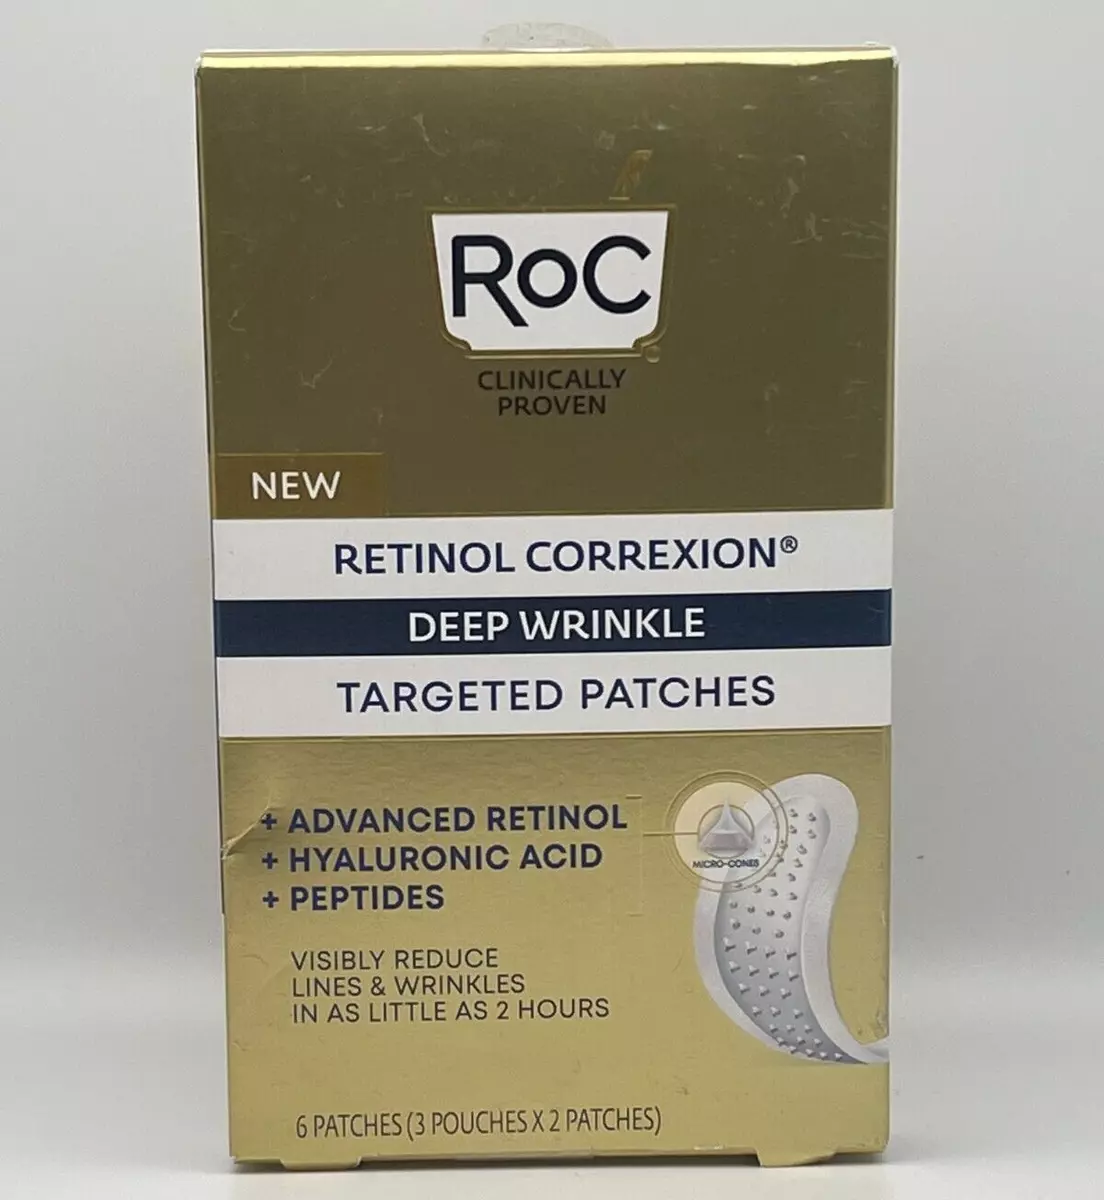 RoC
CLINICALLY
PROVEN
NEW
RETINOL CORREXION®
DEEP WRINKLE
TARGETED PATCHES
+ ADVANCED RETINOL
+ HYALURONIC ACID
+ PEPTIDES
MICRO-CONES
VISIBLY REDUCE
LINES & WRINKLES
IN AS LITTLE AS 2 HOURS
6 PATCHES (3 POUCHES X 2 PATCHES)